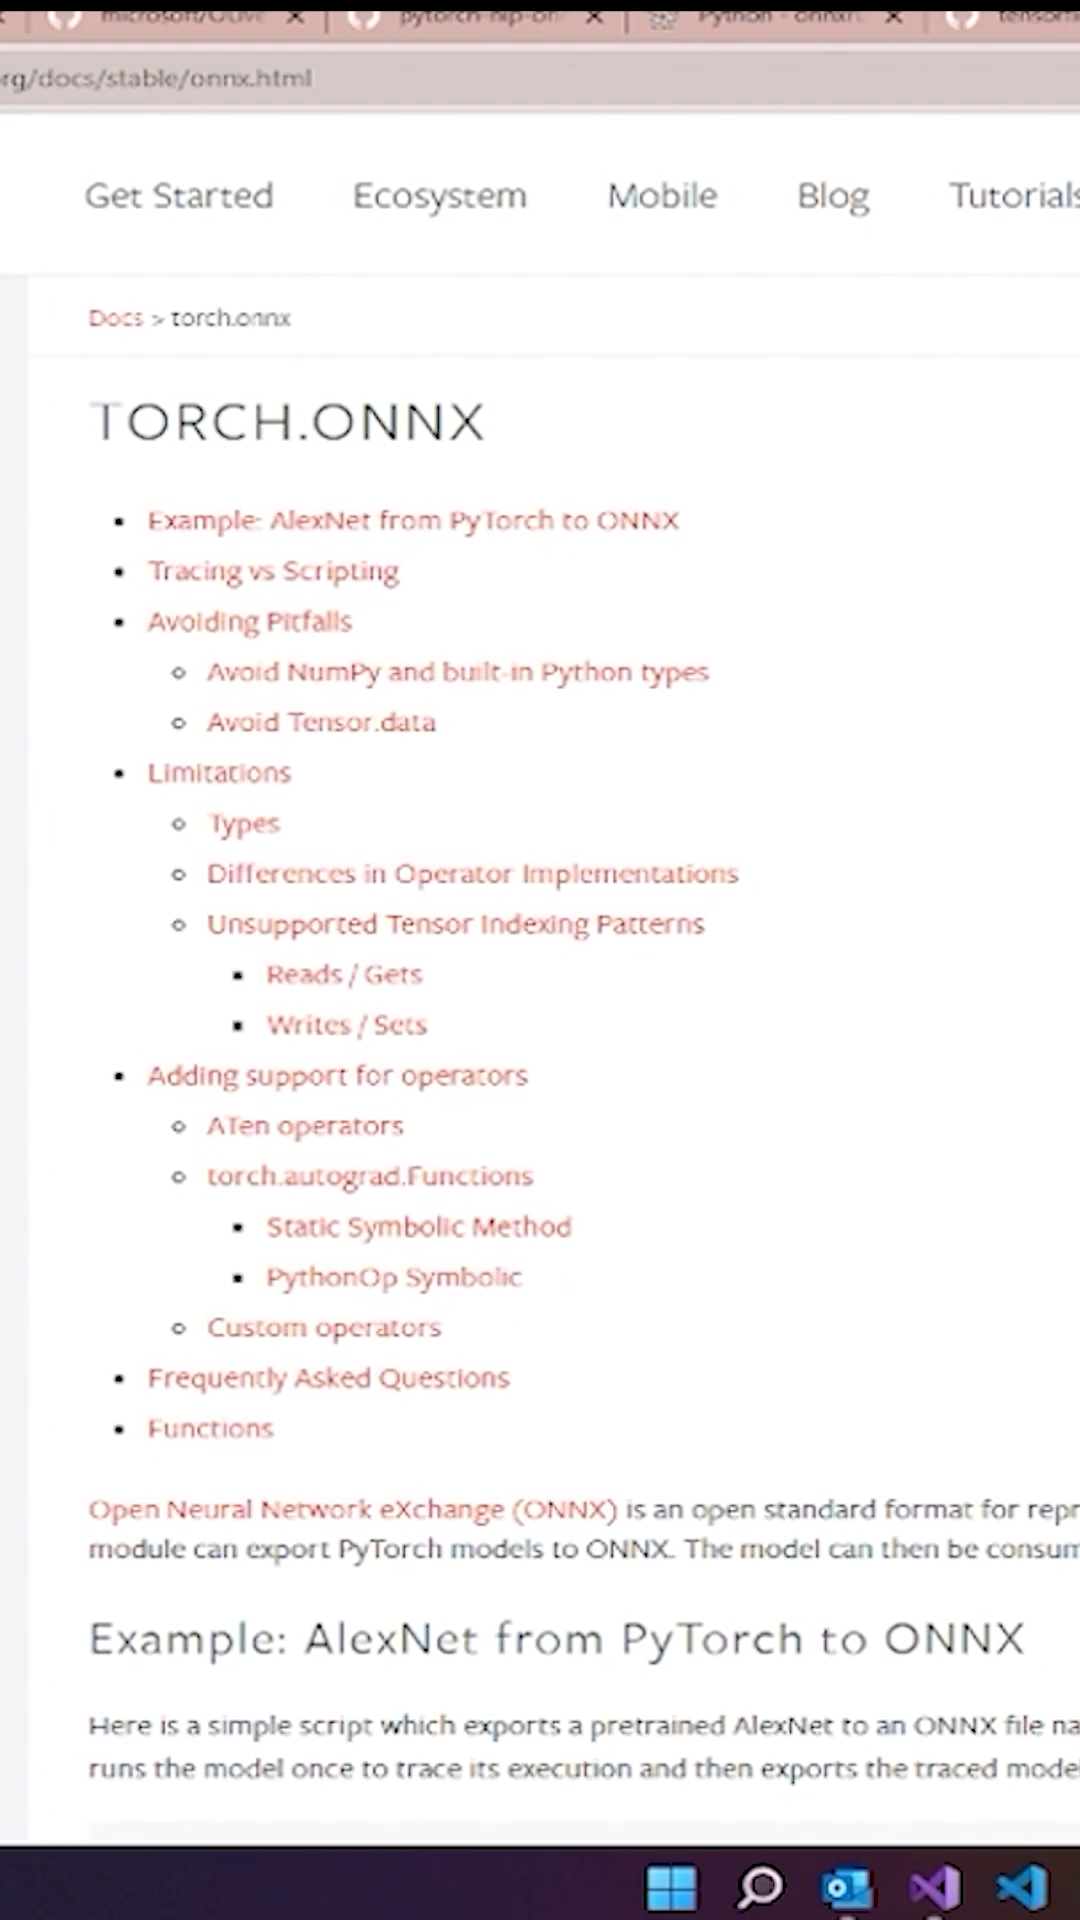 microsoft/OLive
Python - onnxr
rg/docs/stable/onnx.html
Get Started Ecosystem Mobile Blog Tutorials
Docs > torch.onnx
TORCH.ONNX
Example: AlexNet from PyTorch to ONNX
Tracing vs Scripting
Avoiding Pitfalls
Avoid NumPy and built-in Python types
Avoid Tensor.data
Limitations
Types
Differences in Operator Implementations
Unsupported Tensor Indexing Patterns
Reads / Gets
Writes / Sets
Adding support for operators
ATen operators
torch.autograd.Functions
Static Symbolic Method
PythonOp Symbolic
Custom operators
Frequently Asked Questions
Functions
Open Neural Network eXchange (ONNX) is an open standard format for repr
module can export PyTorch models to ONNX. The model can then be consum
Example: AlexNet from PyTorch to ONNX
Here is a simple script which exports a pretrained AlexNet to an ONNX file na
runs the model once to trace its execution and then exports the traced mode